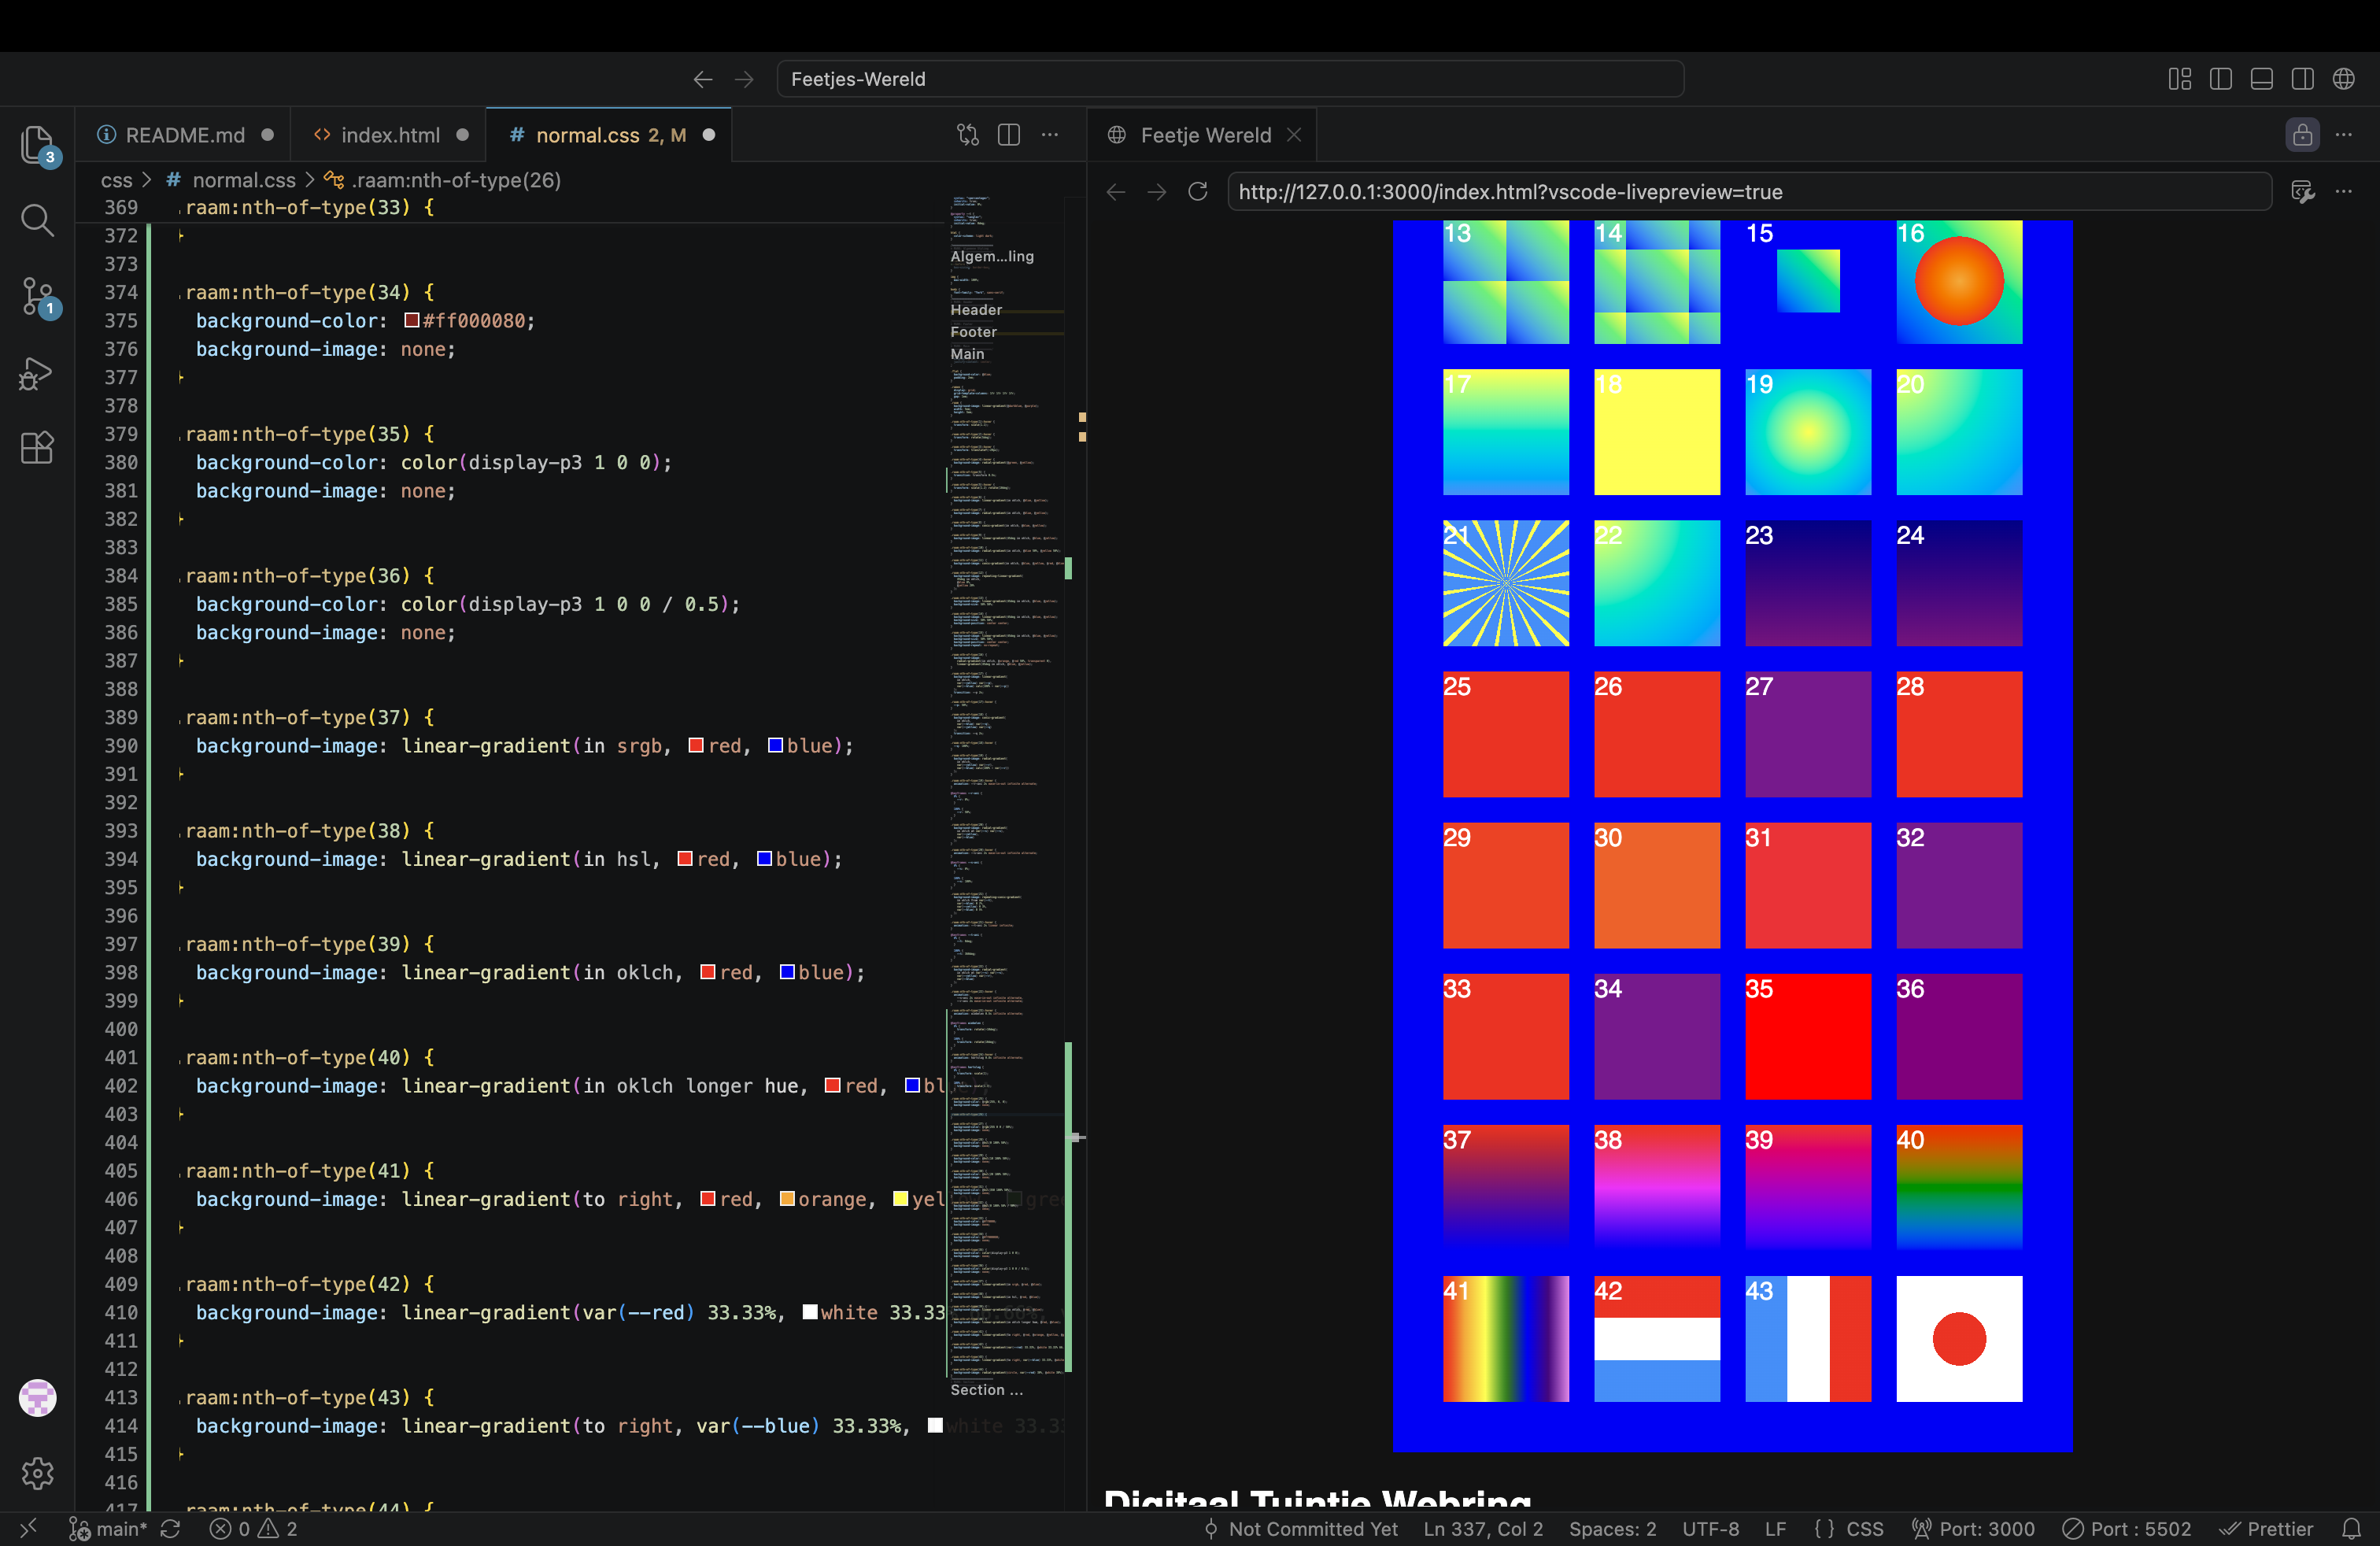 Feetjes-Wereld
README.md
index.html
normal.css 2, M
Feetje Wereld
css > # normal.css > .raam:nth-of-type(26)
http://127.0.0.1:3000/index.html?vscode-livepreview=true
3
1
369 .raam:nth-of-type(33) {
372 }
373
374 .raam:nth-of-type(34) {
375 background-color: #ff000080;
376 background-image: none;
377 }
378
379 .raam:nth-of-type(35) {
380 background-color: color(display-p3 1 0 0);
381 background-image: none;
382 }
383
384 .raam:nth-of-type(36) {
385 background-color: color(display-p3 1 0 0 / 0.5);
386 background-image: none;
387 }
388
389 .raam:nth-of-type(37) {
390 background-image: linear-gradient(in srgb, red, blue);
391 }
392
393 .raam:nth-of-type(38) {
394 background-image: linear-gradient(in hsl, red, blue);
395 }
396
397 .raam:nth-of-type(39) {
398 background-image: linear-gradient(in oklch, red, blue);
399 }
400
401 .raam:nth-of-type(40) {
402 background-image: linear-gradient(in oklch longer hue, red, bl
403 }
404
405 .raam:nth-of-type(41) {
406 background-image: linear-gradient(to right, red, orange, yel
407 }
408
409 .raam:nth-of-type(42) {
410 background-image: linear-gradient(var(--red) 33.33%, white 33.33
411 }
412
413 .raam:nth-of-type(43) {
414 background-image: linear-gradient(to right, var(--blue) 33.33%, white 33.33
415 }
416
417 .raam:nth-of-type(44) {
Algem...ling
Header
Footer
Main
Section ...
13 14 15 16
17 18 19 20
21 22 23 24
25 26 27 28
29 30 31 32
33 34 35 36
37 38 39 40
41 42 43
Digitaal Tuintje Webring
main* 0 2
Not Committed Yet Ln 337, Col 2 Spaces: 2 UTF-8 LF {} CSS Port: 3000 Port : 5502 Prettier